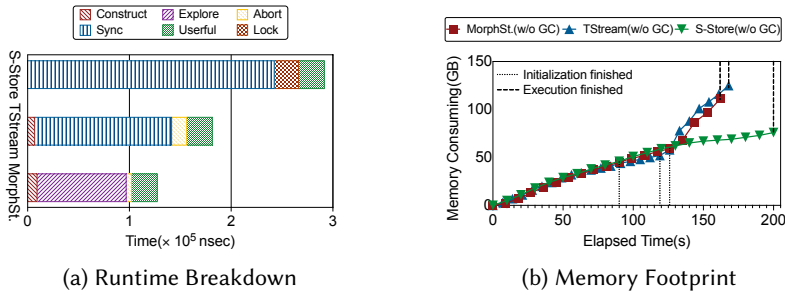 Construct Explore Abort
Sync Userful Lock
S-Store TStream MorphSt.
0 1 2 3
Time(× 10⁵ nsec)
(a) Runtime Breakdown
MorphSt.(w/o GC) TStream(w/o GC) S-Store(w/o GC)
Memory Consuming(GB)
150
100
50
0
Initialization finished
Execution finished
0 50 100 150 200
Elapsed Time(s)
(b) Memory Footprint